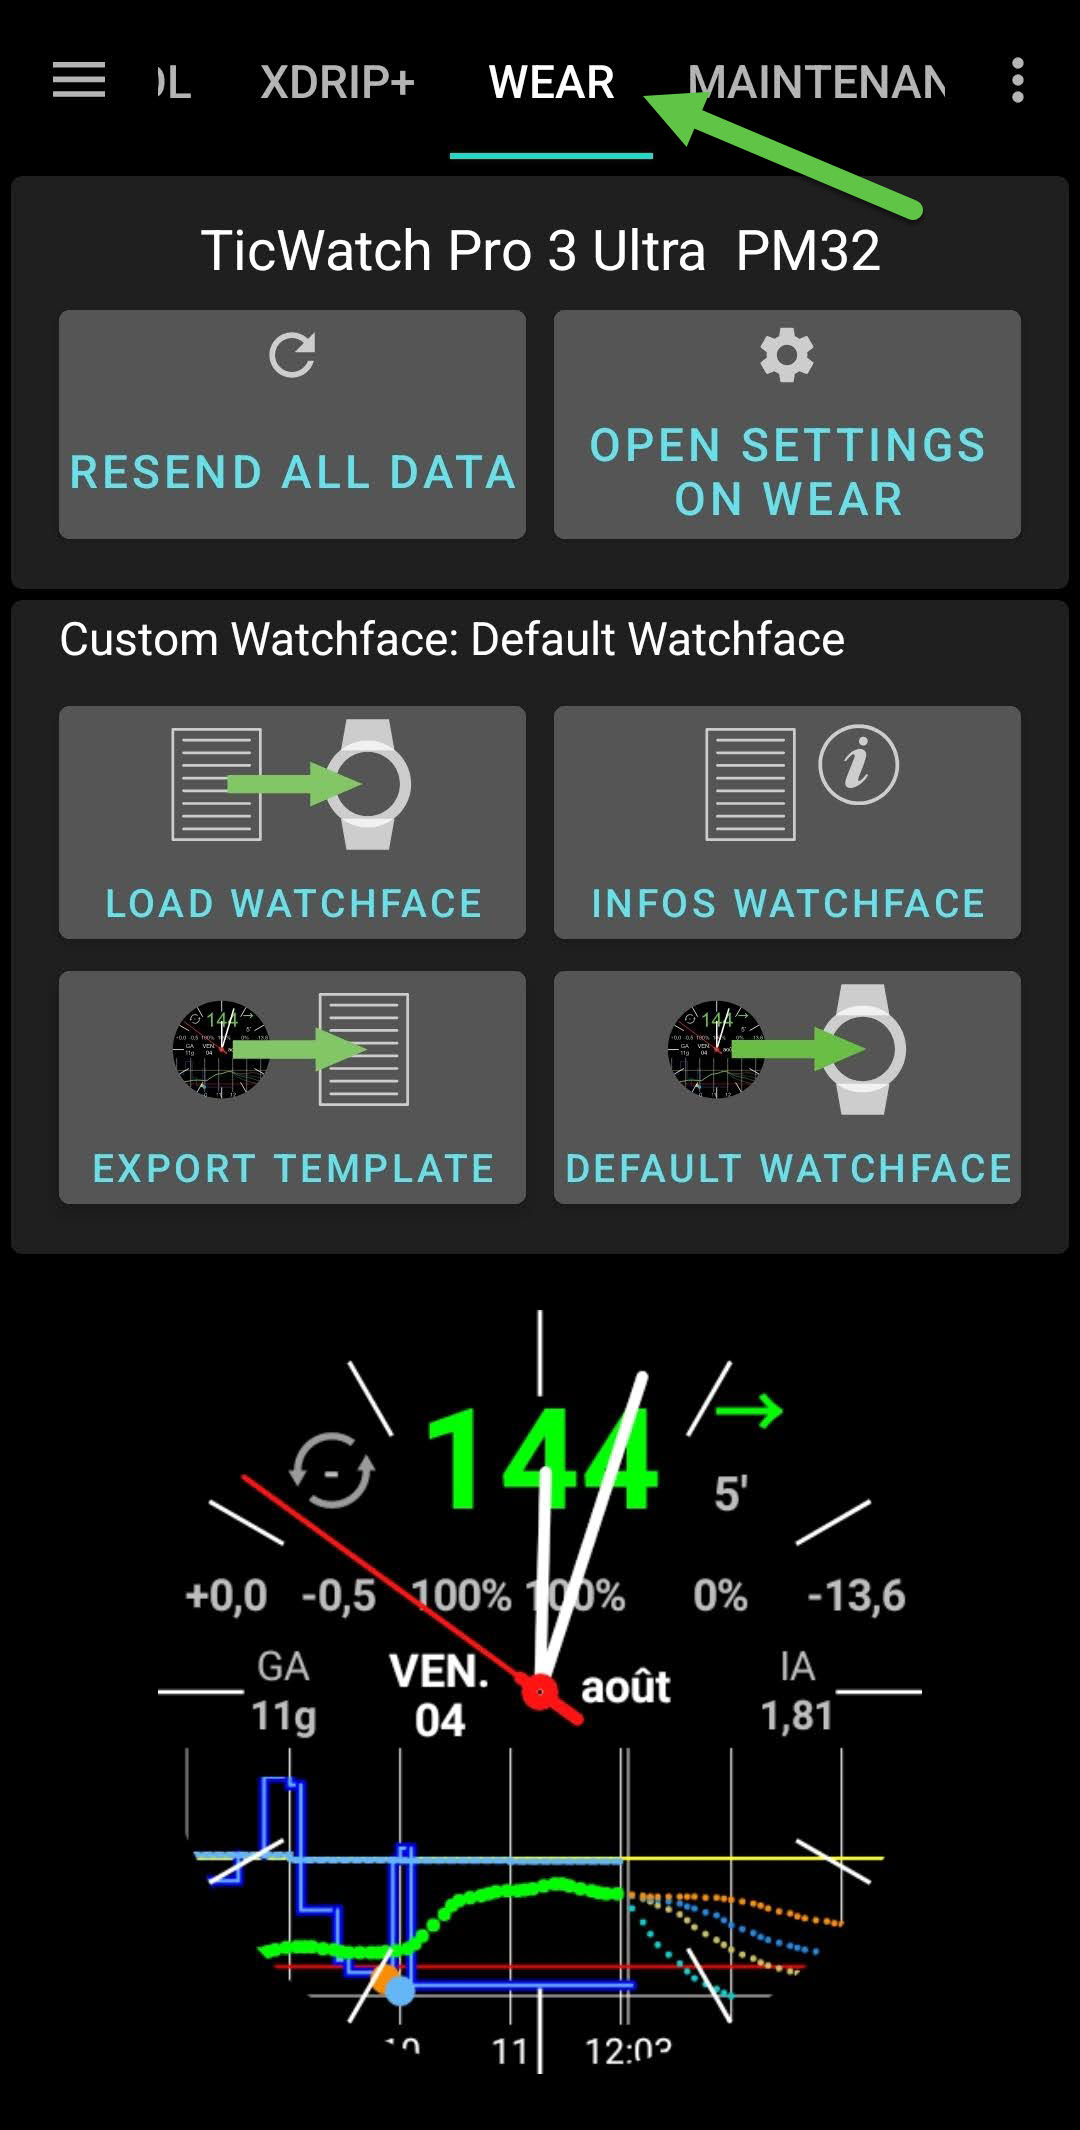 XDRIP+ WEAR MAINTENAN
TicWatch Pro 3 Ultra PM32
RESEND ALL DATA
OPEN SETTINGS
ON WEAR
Custom Watchface: Default Watchface
LOAD WATCHFACE
INFOS WATCHFACE
EXPORT TEMPLATE
DEFAULT WATCHFACE
144 →
-
5'
+0,0 -0,5 100% 100% 0% -13,6
GA
11g
VEN.
04
août
IA
1,81
10 11 12:03